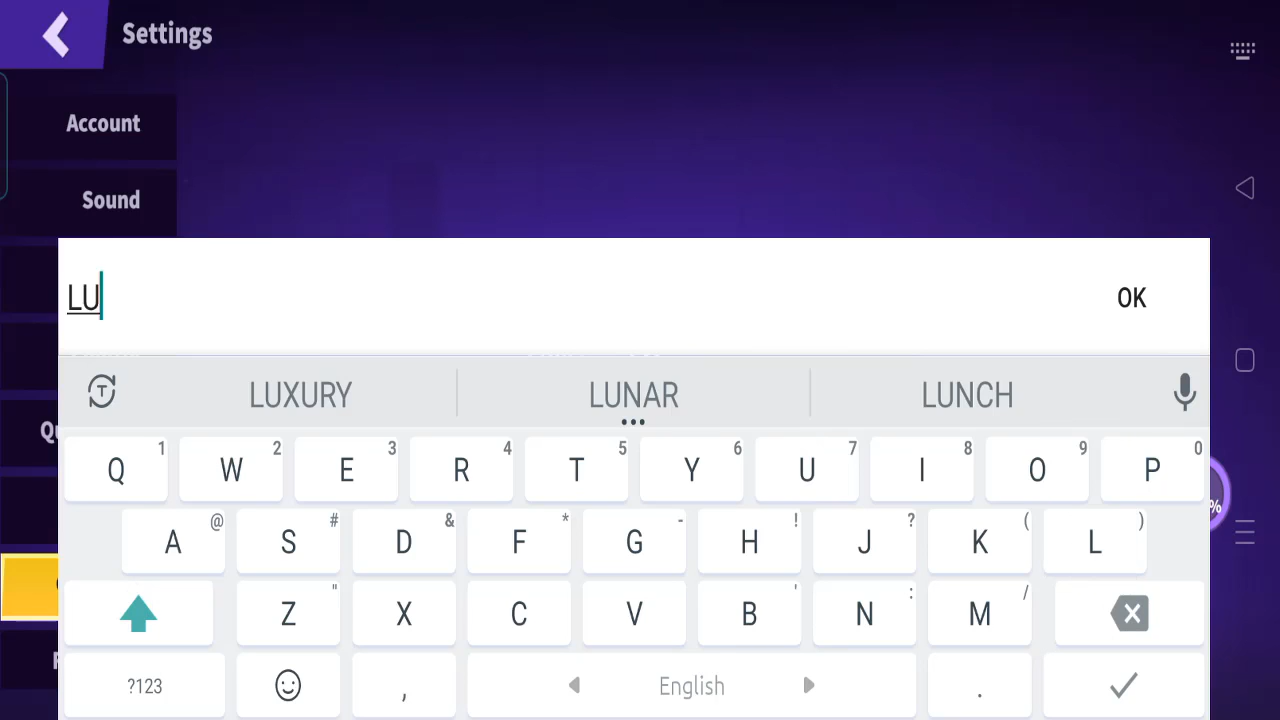 Settings
Account
Sound
LU
OK
Qu
LUXURY LUNAR LUNCH
Q 1 W 2 E 3 R 4 T 5 Y 6 U 7 I 8 O 9 P 0
%
A @ S # D & F * G - H ! J ? K ( L )
Z " X C V B ' N : M /
?123 , English .